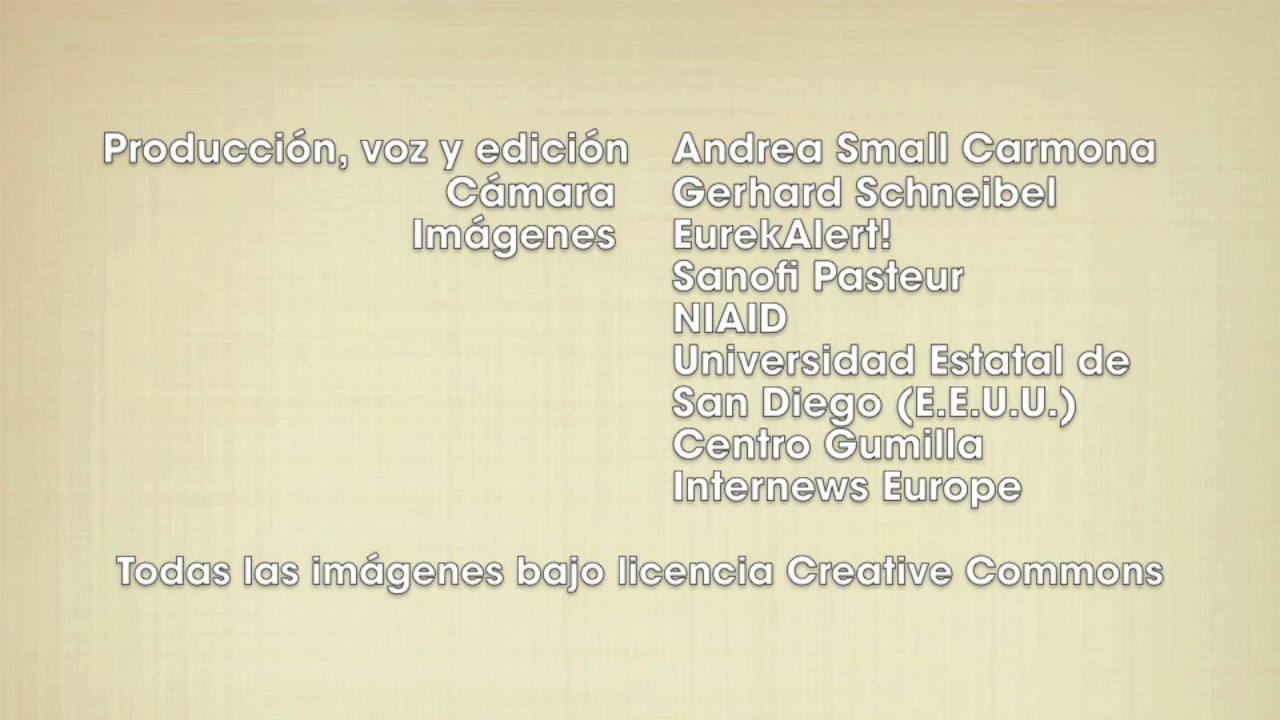 Producción, voz y edición Andrea Small Carmona
Cámara Gerhard Schneibel
Imágenes EurekAlert!
Sanofi Pasteur
NIAID
Universidad Estatal de
San Diego (E.E.U.U.)
Centro Gumilla
Internews Europe
Todas las imágenes bajo licencia Creative Commons